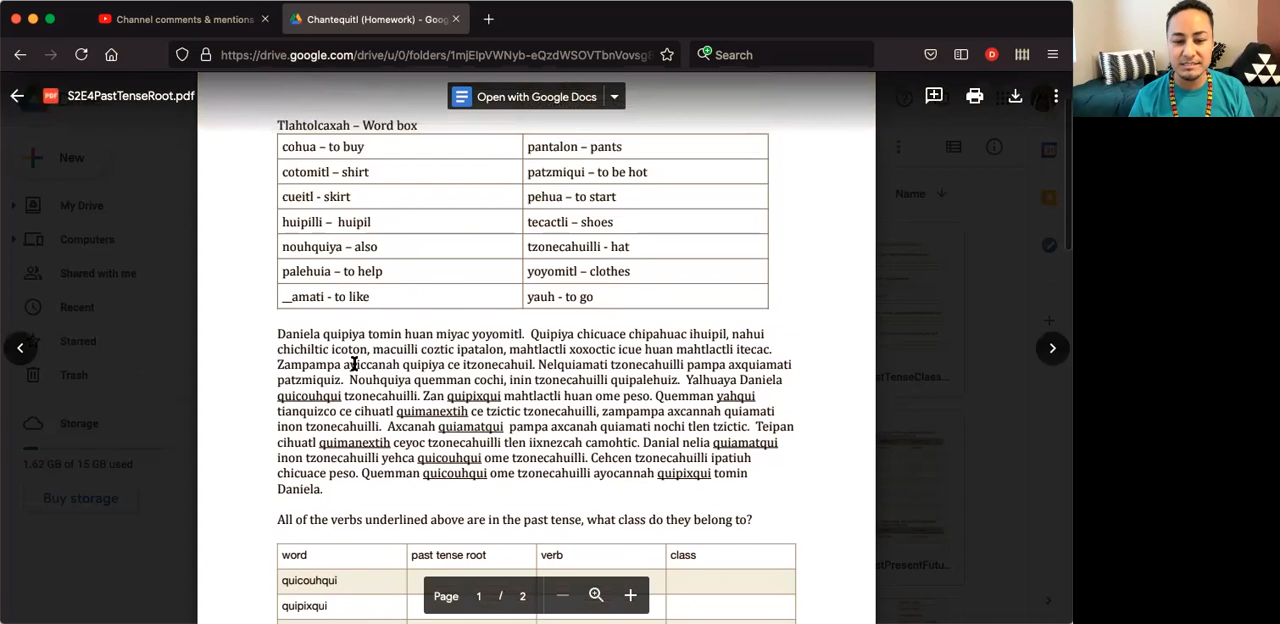 Channel comments & mentions
Chantequitl (Homework) - Goog
https://drive.google.com/drive/u/0/folders/1mjElpVWNyb-eQzdWSOVTbnVovsg
Search
S2E4PastTenseRoot.pdf
Open with Google Docs
New
My Drive
Computers
Shared with me
Recent
Starred
Trash
Storage
1.62 GB of 15 GB used
Buy storage
Name
Tlahtolcaxah – Word box
cohua – to buy
pantalon – pants
cotomitl – shirt
patzmiqui – to be hot
cueitl - skirt
pehua – to start
huipilli – huipil
tecactli – shoes
nouhquiya – also
tzonecahuilli - hat
palehuia – to help
yoyomitl – clothes
__amati - to like
yauh - to go
Daniela quipiya tomin huan miyac yoyomitl. Quipiya chicuace chipahuac ihuipil, nahui
chichiltic icoton, macuilli coztic ipatalon, mahtlactli xoxoctic icue huan mahtlactli itecac.
Zampampa axccanah quipiya ce itzonecahuil. Nelquiamati tzonecahuilli pampa axquiamati
patzmiquiz. Nouhquiya quemman cochi, inin tzonecahuilli quipalehuiz. Yalhuaya Daniela
quicouhqui tzonecahuilli. Zan quipixqui mahtlactli huan ome peso. Quemman yahqui
tianquizco ce cihuatl quimanextih ce tzictic tzonecahuilli, zampampa axcannah quiamati
inon tzonecahuilli. Axcanah quiamatqui pampa axcanah quiamati nochi tlen tzictic. Teipan
cihuatl quimanextih ceyoc tzonecahuilli tlen iixnezcah camohtic. Danial nelia quiamatqui
inon tzonecahuilli yehca quicouhqui ome tzonecahuilli. Cehcen tzonecahuilli ipatiuh
chicuace peso. Quemman quicouhqui ome tzonecahuilli ayocannah quipixqui tomin
Daniela.
All of the verbs underlined above are in the past tense, what class do they belong to?
word
past tense root
verb
class
quicouhqui
quipixqui
Page 1 / 2